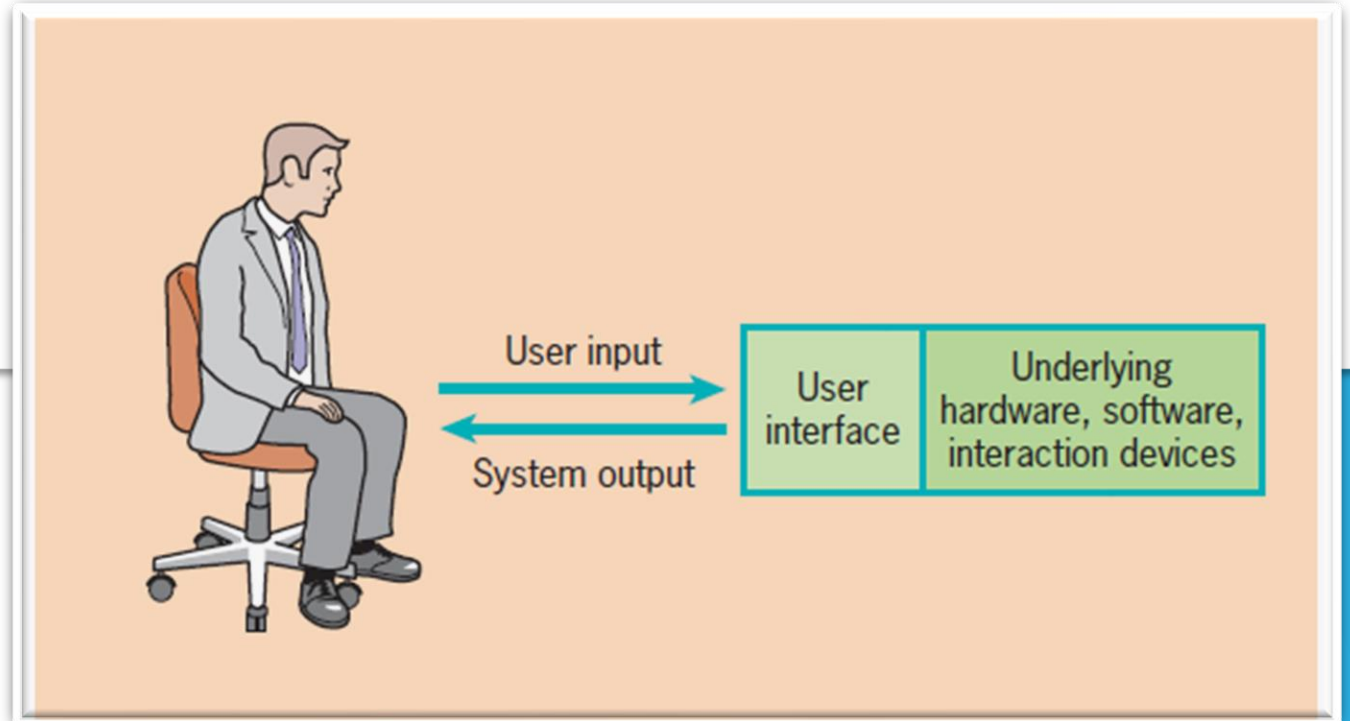 User input
System output
User
interface
Underlying
hardware, software,
interaction devices